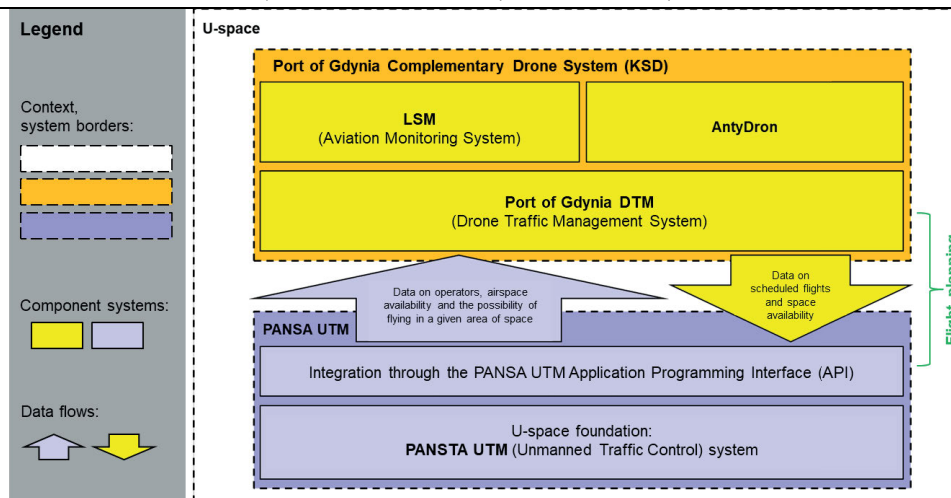 Legend
Context,
system borders:
Component systems:
Data flows:
U-space
Port of Gdynia Complementary Drone System (KSD)
LSM
(Aviation Monitoring System)
AntyDron
Port of Gdynia DTM
(Drone Traffic Management System)
Data on operators, airspace
availability and the possibility of
flying in a given area of space
Data on
scheduled flights
and space
availability
PANSA UTM
Integration through the PANSA UTM Application Programming Interface (API)
U-space foundation:
PANSTA UTM (Unmanned Traffic Control) system
Flight planning